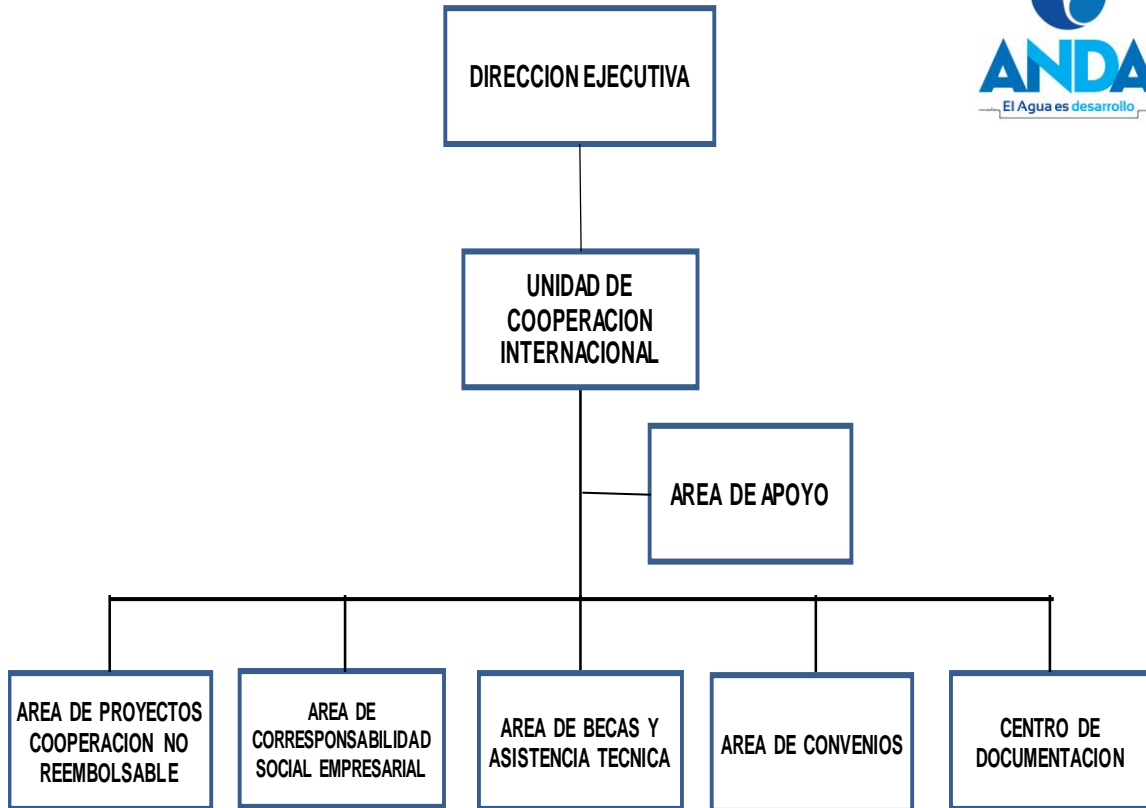 DIRECCION EJECUTIVA
ANDA
El Agua es desarrollo
UNIDAD DE
COOPERACION
INTERNACIONAL
AREA DE APOYO
AREA DE PROYECTOS
COOPERACIÓN NO
REEMBOLSABLE
AREA DE
CORRESPONSABILIDAD
SOCIAL EMPRESARIAL
AREA DE BECAS Y
ASISTENCIA TECNICA
AREA DE CONVENIOS
CENTRO DE
DOCUMENTACION